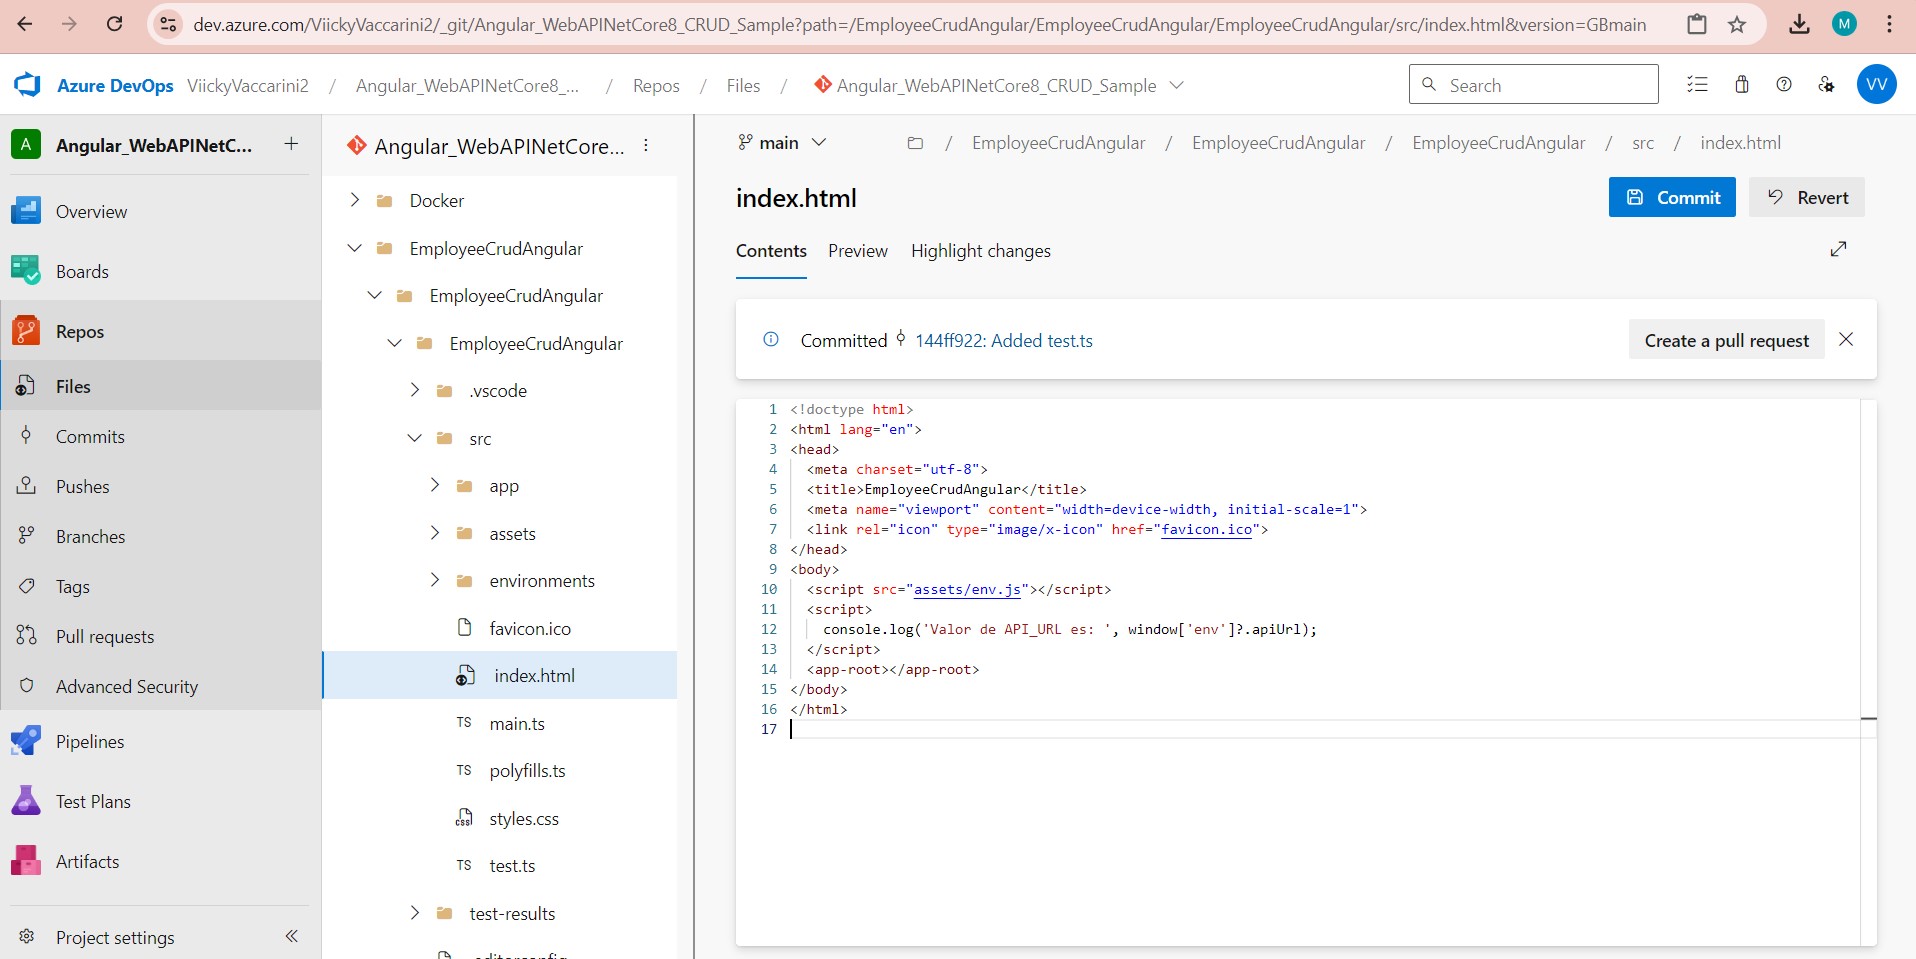 dev.azure.com/ViickyVaccarini2/_git/Angular_WebAPINetCore8_CRUD_Sample?path=/EmployeeCrudAngular/EmployeeCrudAngular/EmployeeCrudAngular/src/index.html&version=GBmain
M
Azure DevOps ViickyVaccarini2 / Angular_WebAPINetCore8_... / Repos / Files / Angular_WebAPINetCore8_CRUD_Sample
Search
VV
A Angular_WebAPINetC... +
Overview
Boards
Repos
Files
Commits
Pushes
Branches
Tags
Pull requests
Advanced Security
Pipelines
Test Plans
Artifacts
Project settings
Angular_WebAPINetCore...
Docker
EmployeeCrudAngular
EmployeeCrudAngular
EmployeeCrudAngular
.vscode
src
app
assets
environments
favicon.ico
index.html
TS main.ts
TS polyfills.ts
css styles.css
TS test.ts
test-results
.editorconfig
main / EmployeeCrudAngular / EmployeeCrudAngular / EmployeeCrudAngular / src / index.html
index.html
Commit Revert
Contents Preview Highlight changes
Committed 144ff922: Added test.ts
Create a pull request
1 <!doctype html>
2 <html lang="en">
3 <head>
4 <meta charset="utf-8">
5 <title>EmployeeCrudAngular</title>
6 <meta name="viewport" content="width=device-width, initial-scale=1">
7 <link rel="icon" type="image/x-icon" href="favicon.ico">
8 </head>
9 <body>
10 <script src="assets/env.js"></script>
11 <script>
12 console.log('Valor de API_URL es: ', window['env']?.apiUrl);
13 </script>
14 <app-root></app-root>
15 </body>
16 </html>
17